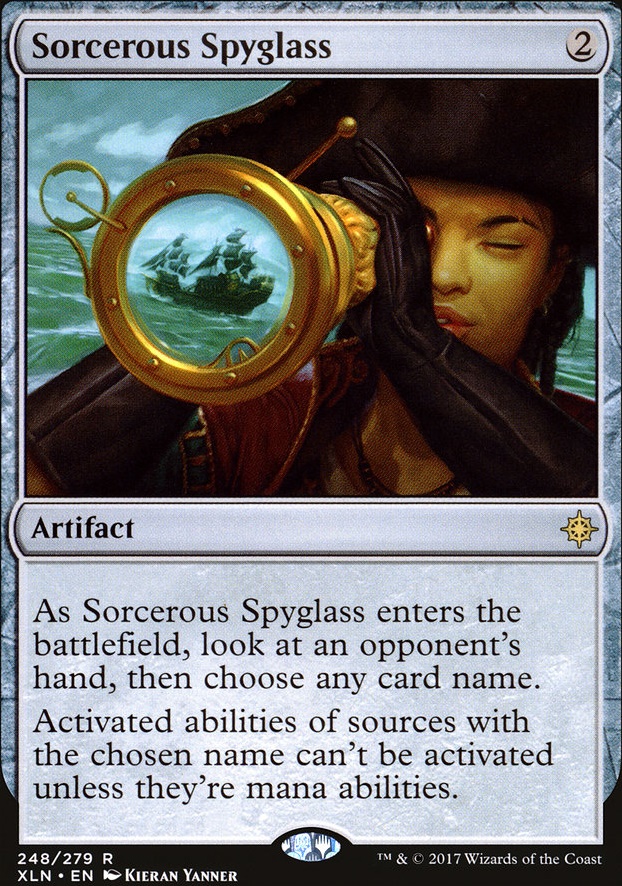 Sorcerous Spyglass 2
Artifact
As Sorcerous Spyglass enters the
battlefield, look at an opponent's
hand, then choose any card name.
Activated abilities of sources with
the chosen name can't be activated
unless they're mana abilities.
248/279 R
XLN • EN Kieran Yanner
™ & © 2017 Wizards of the Coast